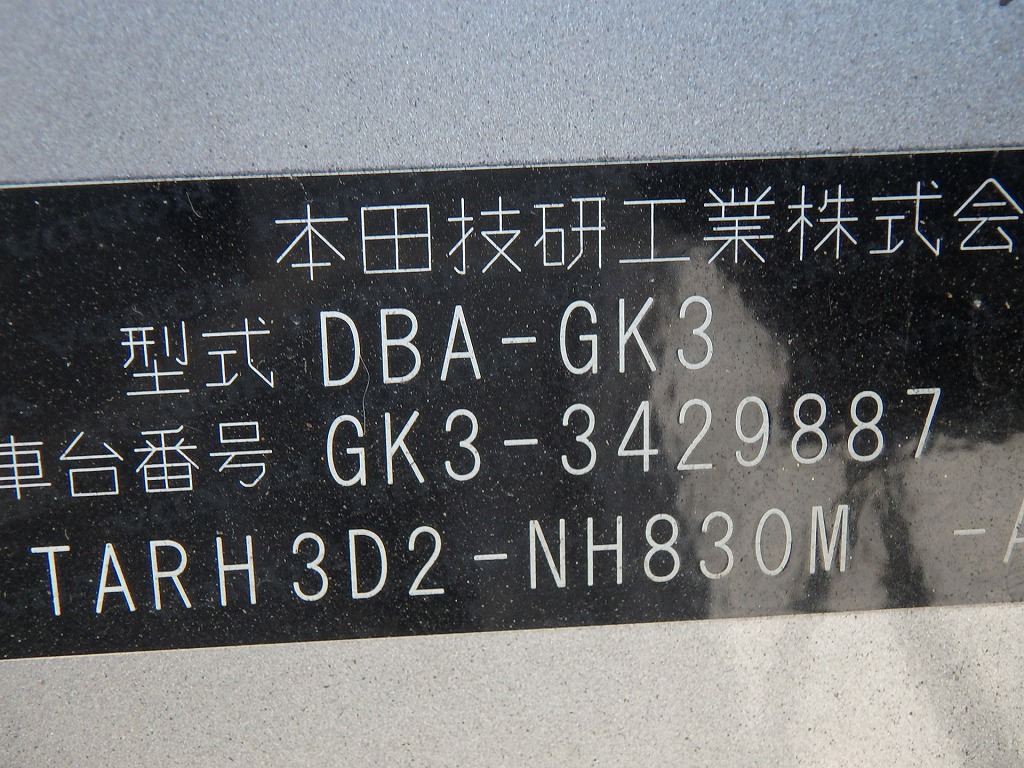 本田技研工業株式会
型式 DBA-GK3
車台番号 GK3-3429887
TARH3D2-NH830M -A